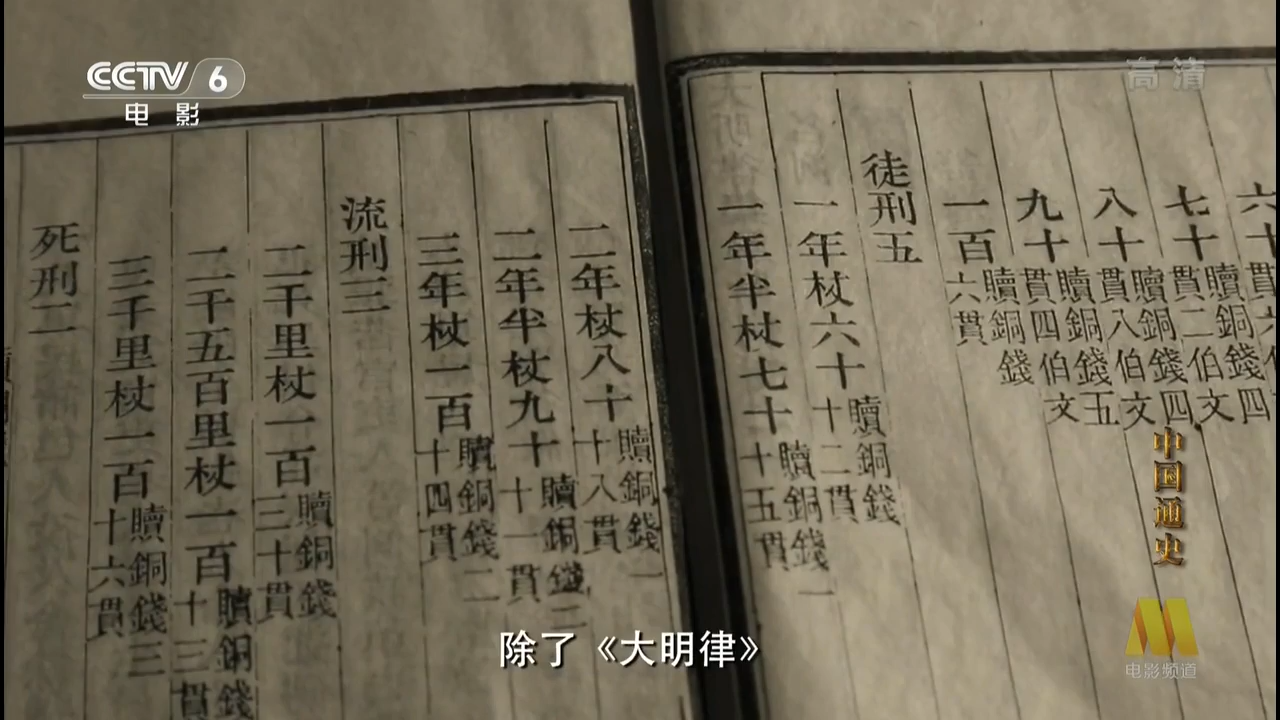 CCTV 6
电影
高清
六十
七十贖銅錢四貫二伯文
八十贖銅錢四貫八伯文
九十贖銅錢五貫四伯文
一百贖銅錢六貫
徒刑五
一年杖六十贖銅錢十二貫
一年半杖七十贖銅錢一十五貫
二年杖八十贖銅錢一十八貫
二年半杖九十贖銅錢二十一貫
三年杖一百贖銅錢二十四貫
流刑三
二千里杖一百贖銅錢三十貫
二千五百里杖一百贖銅錢十三貫
三千里杖一百贖銅錢三十六貫
死刑二
中国通史
电影频道
除了《大明律》